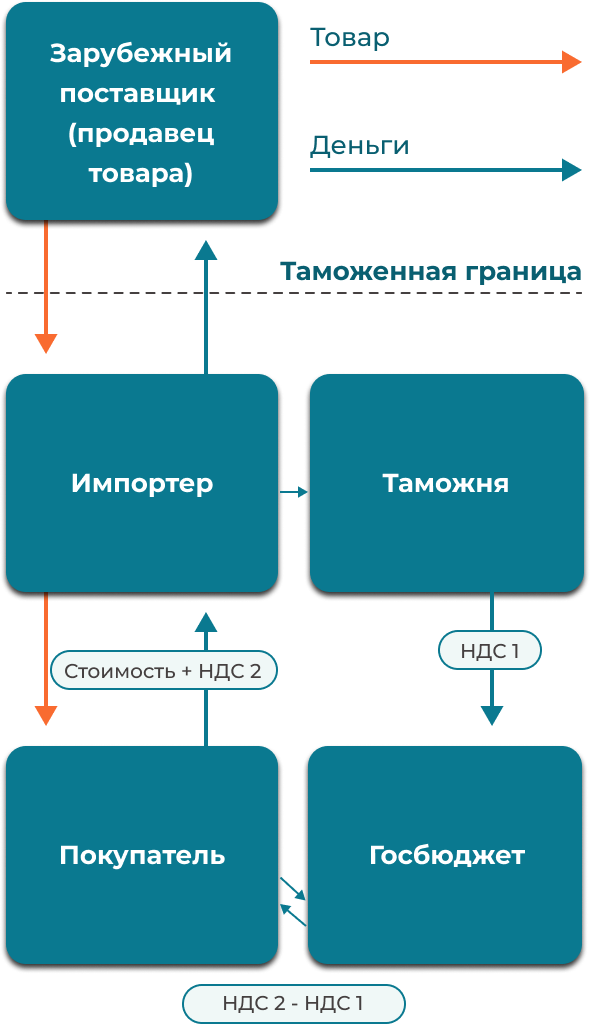 Зарубежный
поставщик
(продавец
товара)
Товар
Деньги
Таможенная граница
Импортер
Таможня
Стоимость + НДС 2
НДС 1
Покупатель
Госбюджет
НДС 2 - НДС 1